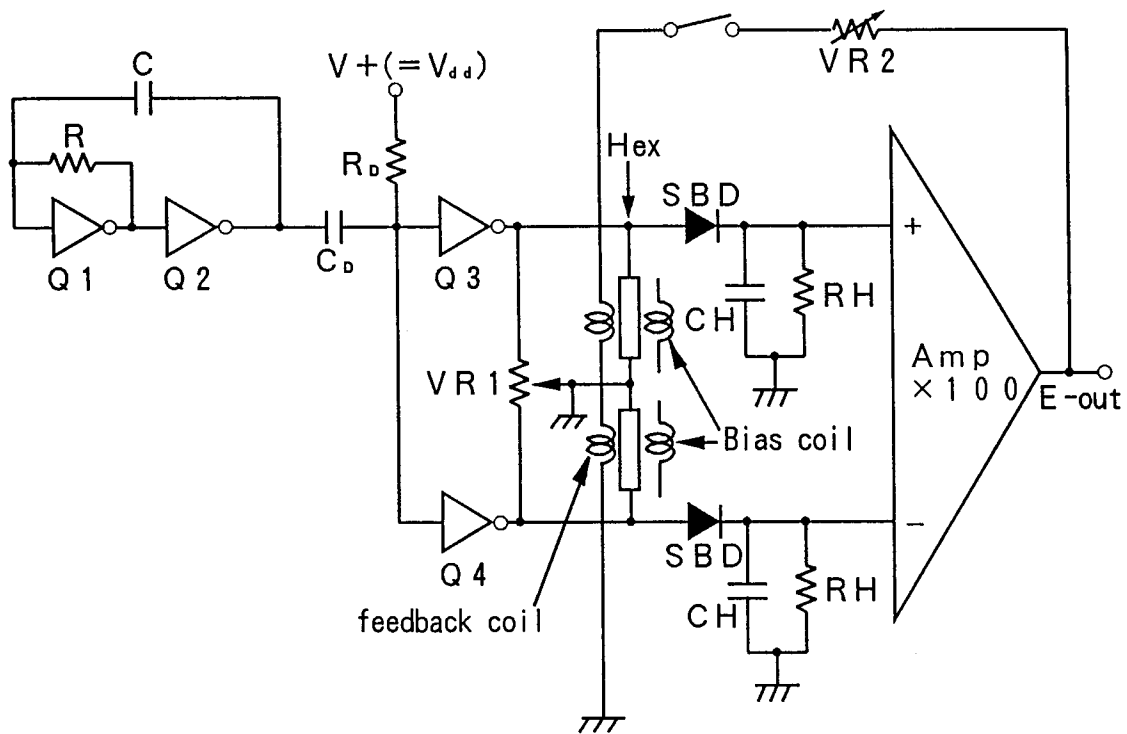 C
V+(=Vdd)
VR2
R
RD
Hex
SBD
Q1
Q2
CD
Q3
+
CH
RH
VR1
Amp
×100
E-out
Bias coil
−
Q4
SBD
feedback coil
CH
RH